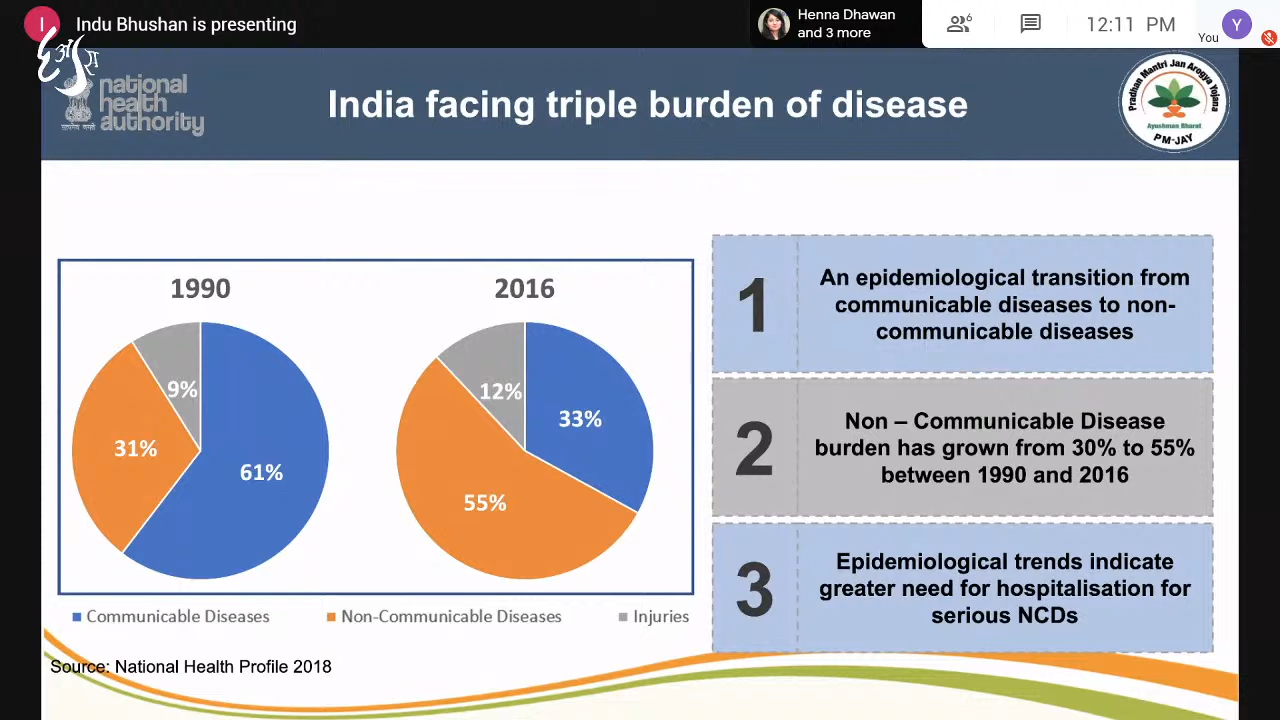 I
Indu Bhushan is presenting
Henna Dhawan
and 3 more
6
12:11 PM
You
Y
national
health
authority
India facing triple burden of disease
Pradhan Mantri Jan Arogya Yojana
Ayushman Bharat
PM-JAY
1990
2016
9%
31%
61%
12%
33%
55%
Communicable Diseases
Non-Communicable Diseases
Injuries
1
An epidemiological transition from
communicable diseases to non-
communicable diseases
2
Non – Communicable Disease
burden has grown from 30% to 55%
between 1990 and 2016
3
Epidemiological trends indicate
greater need for hospitalisation for
serious NCDs
Source: National Health Profile 2018